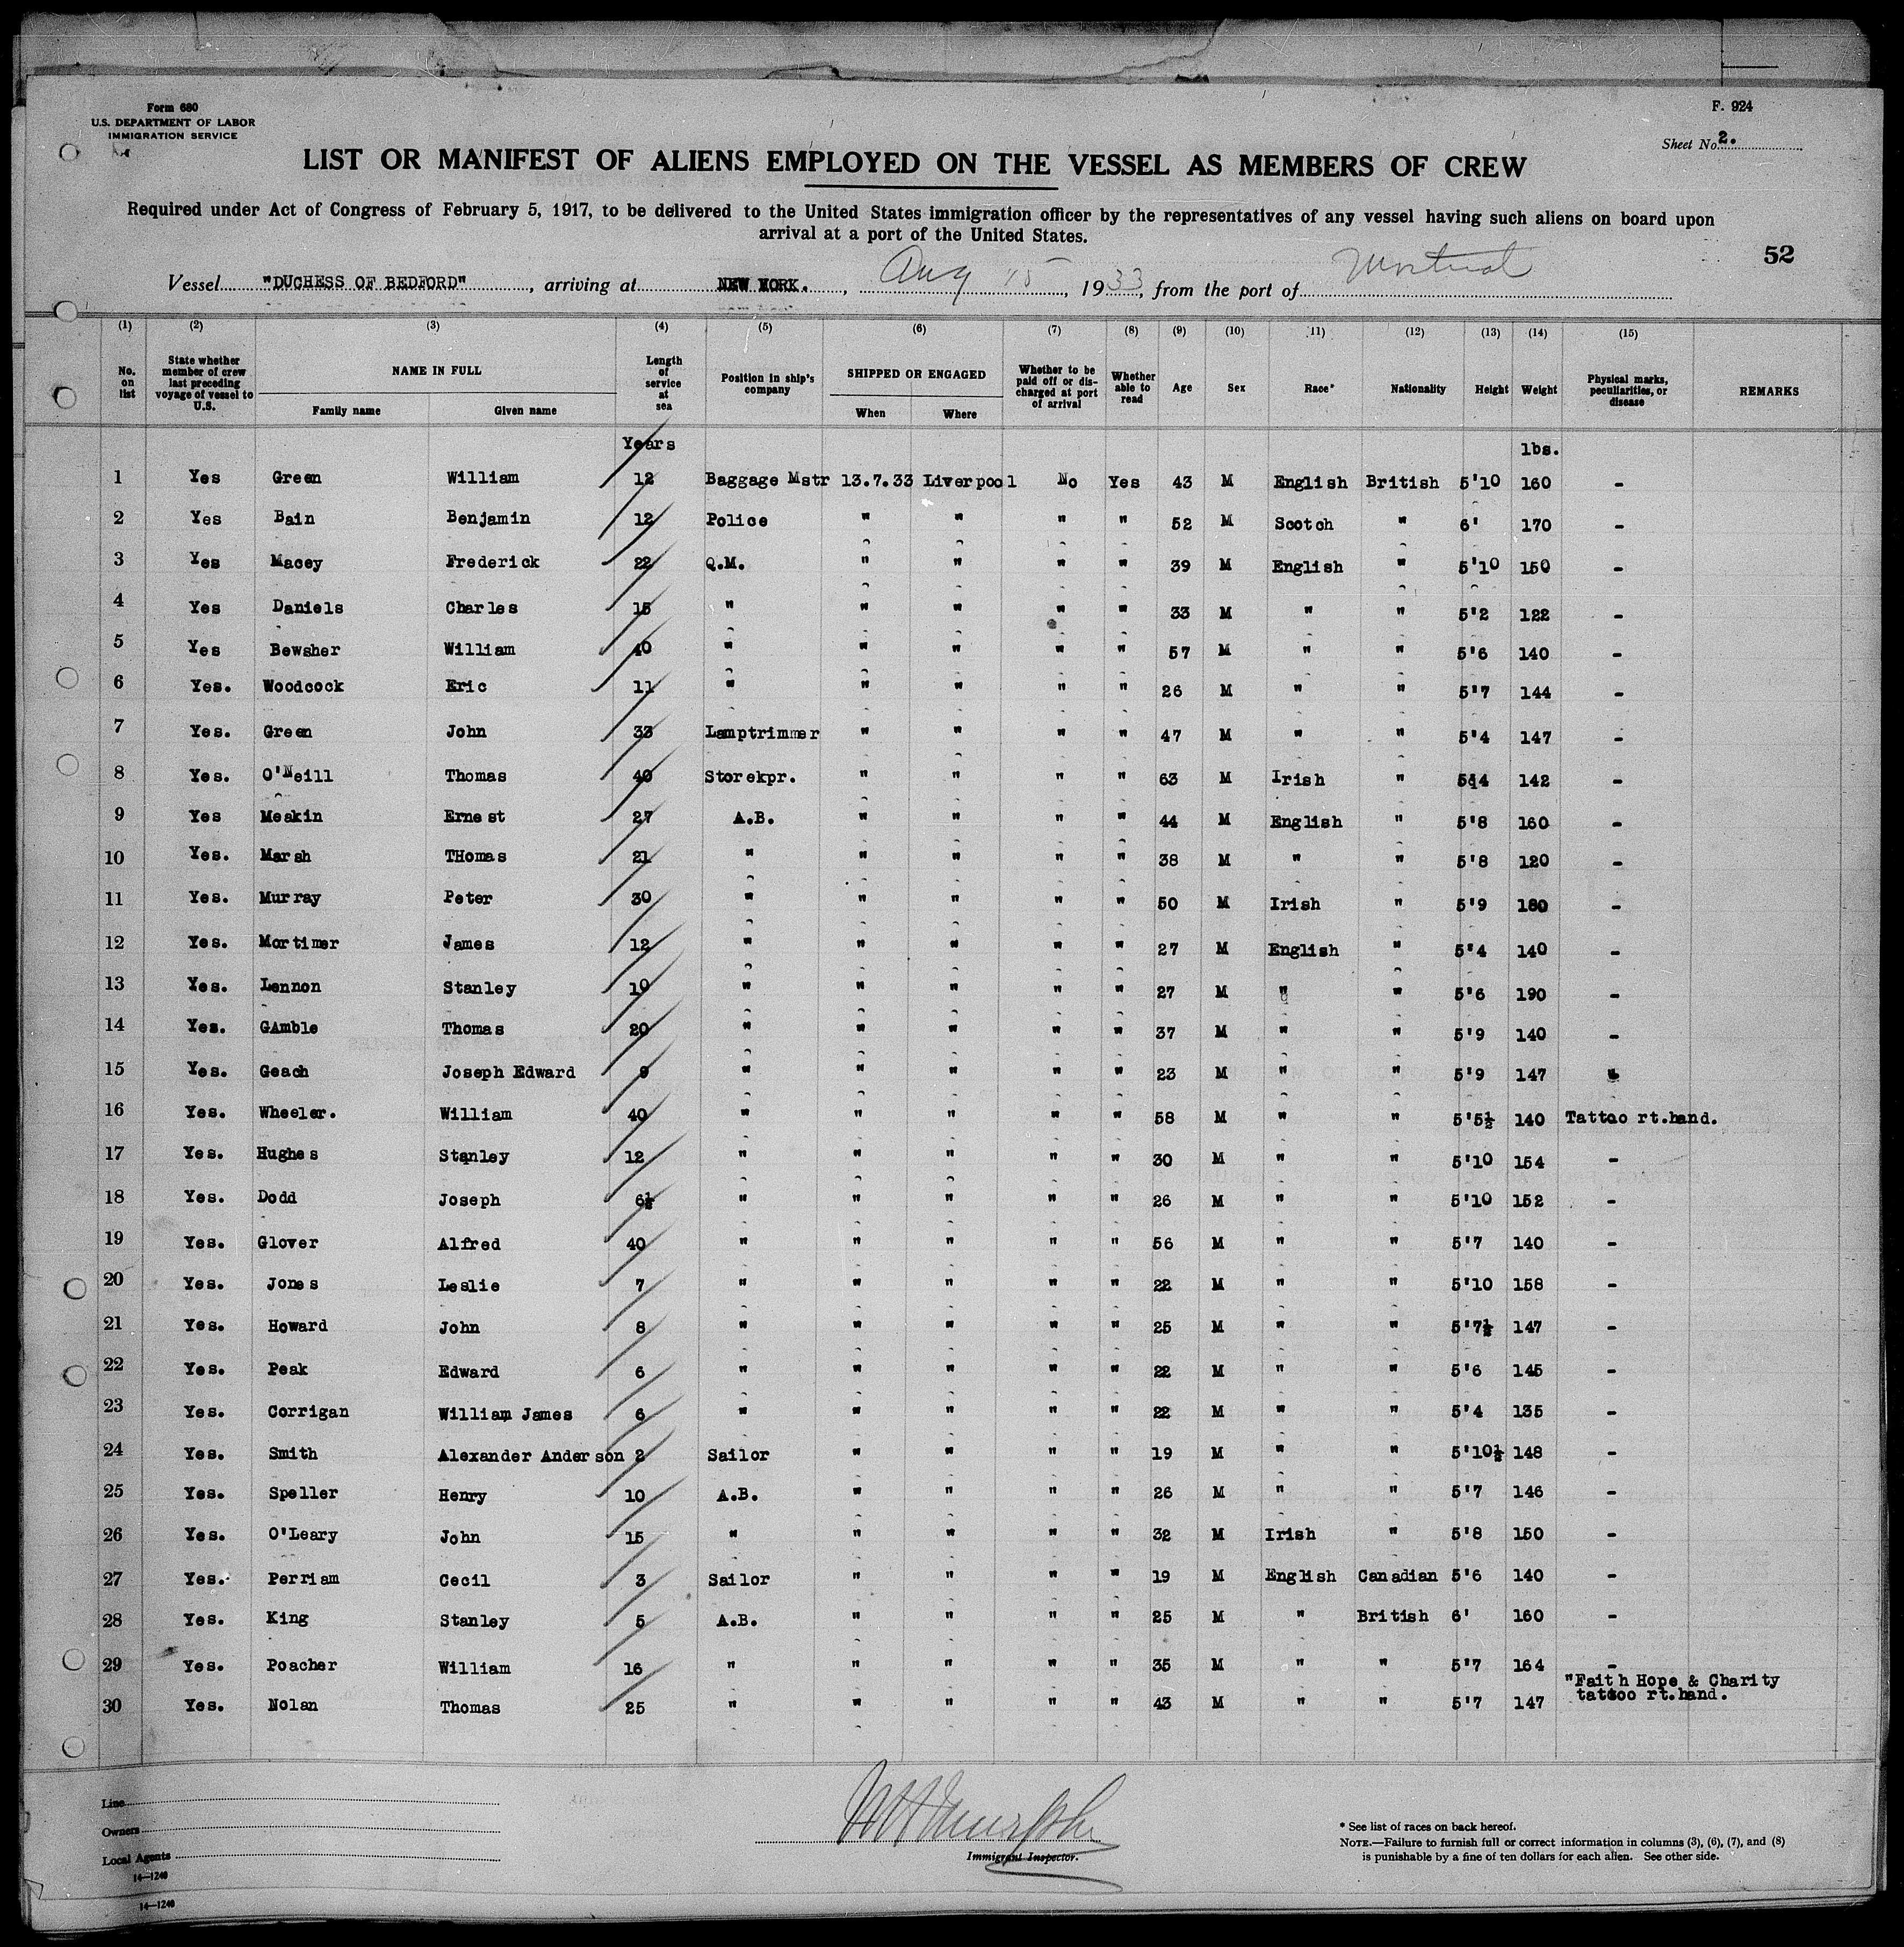 Form 680
U.S. DEPARTMENT OF LABOR
IMMIGRATION SERVICE
F. 924
Sheet No. 2.
LIST OR MANIFEST OF ALIENS EMPLOYED ON THE VESSEL AS MEMBERS OF CREW
Required under Act of Congress of February 5, 1917, to be delivered to the United States immigration officer by the representatives of any vessel having such aliens on board upon
arrival at a port of the United States.
52
Vessel "DUCHESS OF BEDFORD", arriving at NEW YORK., Aug 15, 1933, from the port of Montreal
(1) (2) (3) (4) (5) (6) (7) (8) (9) (10) (11) (12) (13) (14) (15)
No. on list | State whether member of crew last preceding voyage of vessel to U.S. | NAME IN FULL | Length of service at sea | Position in ship's company | SHIPPED OR ENGAGED | Whether to be paid off or discharged at port of arrival | Whether able to read | Age | Sex | Race* | Nationality | Height | Weight | Physical marks, peculiarities, or disease | REMARKS
Family name | Given name | When | Where
Years lbs.
1 Yes Green William 12 Baggage Mstr 13.7.33 Liverpool No Yes 43 M English British 5'10 160 -
2 Yes Bain Benjamin 12 Police " " " " 52 M Scotch " 6' 170 -
3 Yes Macey Frederick 22 Q.M. " " " " 39 M English " 5'10 150 -
4 Yes Daniels Charles 15 " " " " " 33 M " " 5'2 122 -
5 Yes Bewsher William 40 " " " " " 57 M " " 5'6 140 -
6 Yes. Woodcock Eric 11 " " " " " 26 M " " 5'7 144 -
7 Yes. Green John 33 Lamptrimmer " " " " 47 M " " 5'4 147 -
8 Yes. O'Neill Thomas 40 Storekpr. " " " " 63 M Irish " 5'4 142 -
9 Yes Meakin Ernest 27 A.B. " " " " 44 M English " 5'8 160 -
10 Yes. Marsh THomas 21 " " " " " 38 M " " 5'8 120 -
11 Yes. Murray Peter 30 " " " " " 50 M Irish " 5'9 180 -
12 Yes. Mortimer James 12 " " " " " 27 M English " 5'4 140 -
13 Yes. Lennon Stanley 10 " " " " " 27 M " " 5'6 190 -
14 Yes. GAmble Thomas 20 " " " " " 37 M " " 5'9 140 -
15 Yes. Geach Joseph Edward 9 " " " " " 23 M " " 5'9 147
16 Yes. Wheeler. William 40 " " " " " 58 M " " 5'5½ 140 Tattoo rt.hand.
17 Yes. Hughes Stanley 12 " " " " " 30 M " " 5'10 154 -
18 Yes. Dodd Joseph 6½ " " " " " 26 M " " 5'10 152 -
19 Yes. Glover Alfred 40 " " " " " 56 M " " 5'7 140 -
20 Yes. Jones Leslie 7 " " " " " 22 M " " 5'10 158 -
21 Yes. Howard John 8 " " " " " 25 M " " 5'7½ 147 -
22 Yes. Peak Edward 6 " " " " " 22 M " " 5'6 145 -
23 Yes. Corrigan William James 6 " " " " " 22 M " " 5'4 135 -
24 Yes. Smith Alexander Anderson 2 Sailor " " " " 19 M " " 5'10½ 148 -
25 Yes. Speller Henry 10 A.B. " " " " 26 M " " 5'7 146 -
26 Yes. O'Leary John 15 " " " " " 32 M Irish " 5'8 150 -
27 Yes. Perriam Cecil 3 Sailor " " " " 19 M English Canadian 5'6 140 -
28 Yes. King Stanley 5 A.B. " " " " 25 M " British 6' 160 -
29 Yes. Poacher William 16 " " " " " 35 M " " 5'7 164 -
30 Yes. Nolan Thomas 25 " " " " " 43 M " " 5'7 147 "Faith Hope & Charity
tattoo rt.hand.
Line
Owners
Local Agents
14—1240
14—1240
Immigrant Inspector.
* See list of races on back hereof.
NOTE.—Failure to furnish full or correct information in columns (3), (6), (7), and (8)
is punishable by a fine of ten dollars for each alien. See other side.